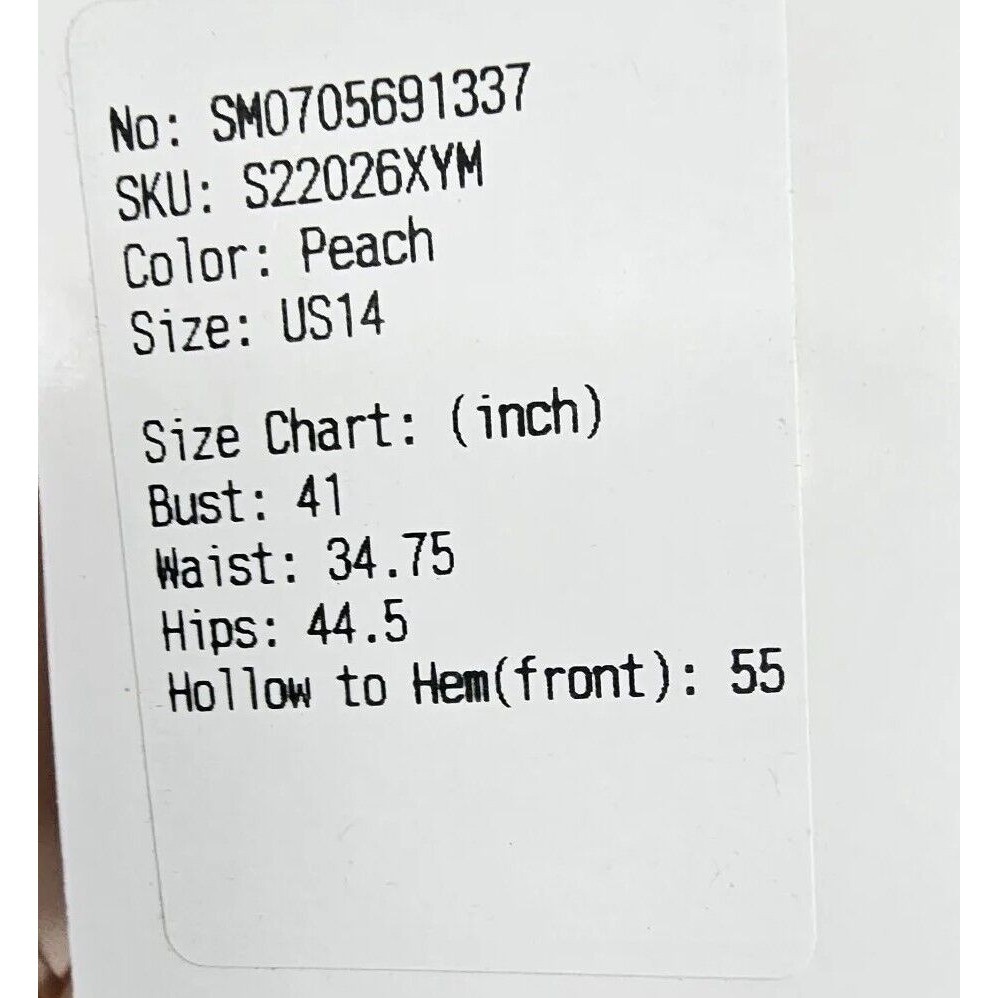 No: SM0705691337
SKU: S22026XYM
Color: Peach
Size: US14
Size Chart: (inch)
Bust: 41
Waist: 34.75
Hips: 44.5
Hollow to Hem(front): 55